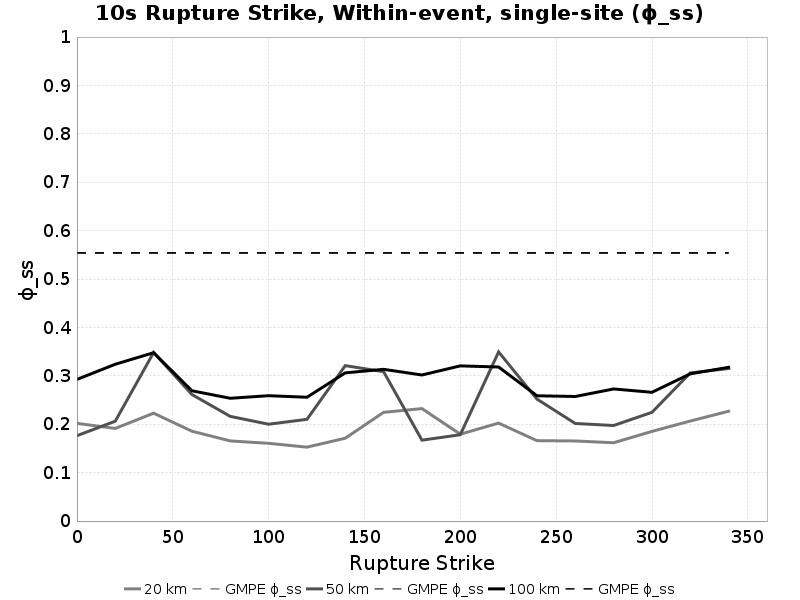 10s Rupture Strike, Within-event, single-site (ϕ_ss)
1
0.9
0.8
0.7
0.6
0.5
0.4
0.3
0.2
0.1
0
ϕ_ss
0 50 100 150 200 250 300 350
Rupture Strike
20 km GMPE ϕ_ss 50 km GMPE ϕ_ss 100 km GMPE ϕ_ss